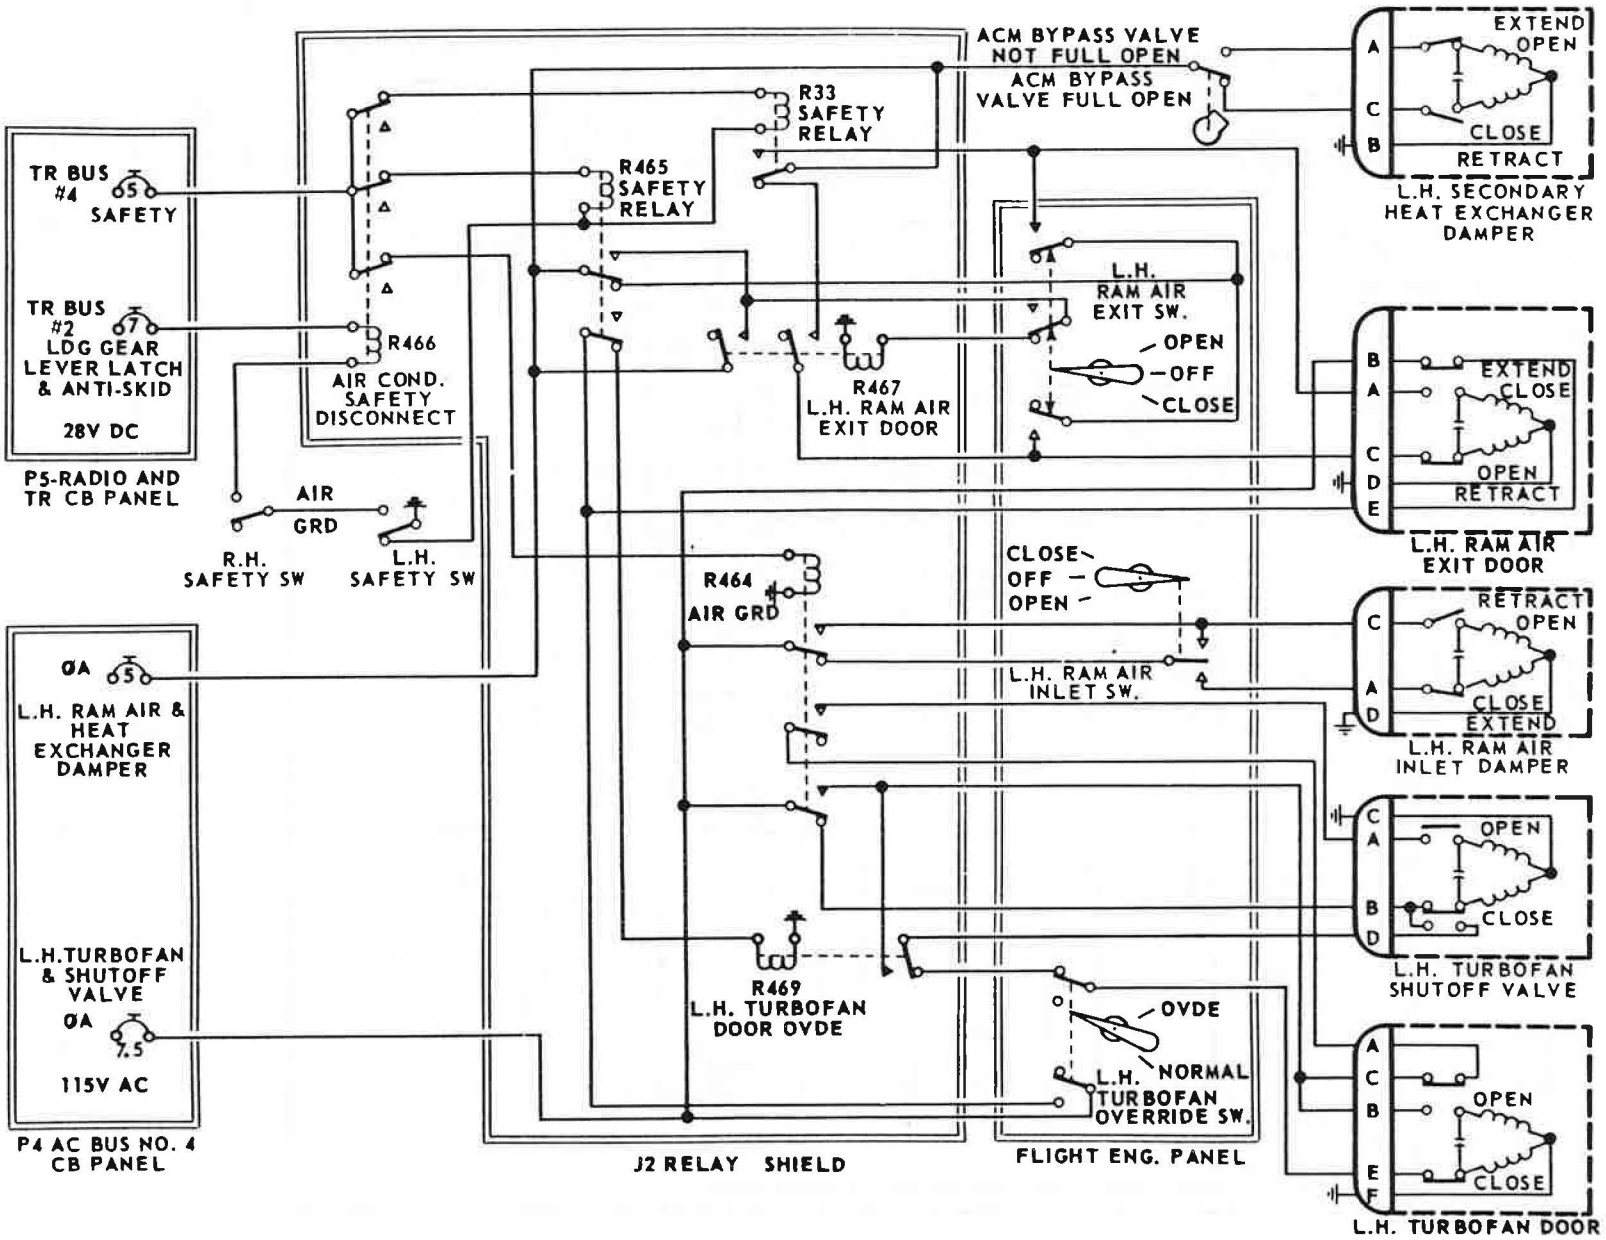 TR BUS
#4
5
SAFETY
TR BUS
#2
7
LDG GEAR
LEVER LATCH
& ANTI-SKID
28V DC
P5-RADIO AND
TR CB PANEL
R466
AIR COND.
SAFETY
DISCONNECT
AIR
GRD
R.H.
SAFETY SW
L.H.
SAFETY SW
R33
SAFETY
RELAY
R465
SAFETY
RELAY
R467
L.H. RAM AIR
EXIT DOOR
ACM BYPASS VALVE
NOT FULL OPEN
ACM BYPASS
VALVE FULL OPEN
L.H.
RAM AIR
EXIT SW.
OPEN
OFF
CLOSE
R464
AIR GRD
CLOSE
OFF
OPEN
L.H. RAM AIR
INLET SW.
R469
L.H. TURBOFAN
DOOR OVDE
OVDE
NORMAL
L.H.
TURBOFAN
OVERRIDE SW.
J2 RELAY SHIELD
FLIGHT ENG. PANEL
ØA
5
L.H. RAM AIR &
HEAT
EXCHANGER
DAMPER
L.H.TURBOFAN
& SHUTOFF
VALVE
ØA
7.5
115V AC
P4 AC BUS NO. 4
CB PANEL
A
C
B
EXTEND
OPEN
CLOSE
RETRACT
L.H. SECONDARY
HEAT EXCHANGER
DAMPER
B
A
C
D
E
EXTEND
CLOSE
OPEN
RETRACT
L.H. RAM AIR
EXIT DOOR
C
A
D
RETRACT
OPEN
CLOSE
EXTEND
L.H. RAM AIR
INLET DAMPER
C
A
B
D
OPEN
CLOSE
L.H. TURBOFAN
SHUTOFF VALVE
A
C
B
E
F
OPEN
CLOSE
L.H. TURBOFAN DOOR